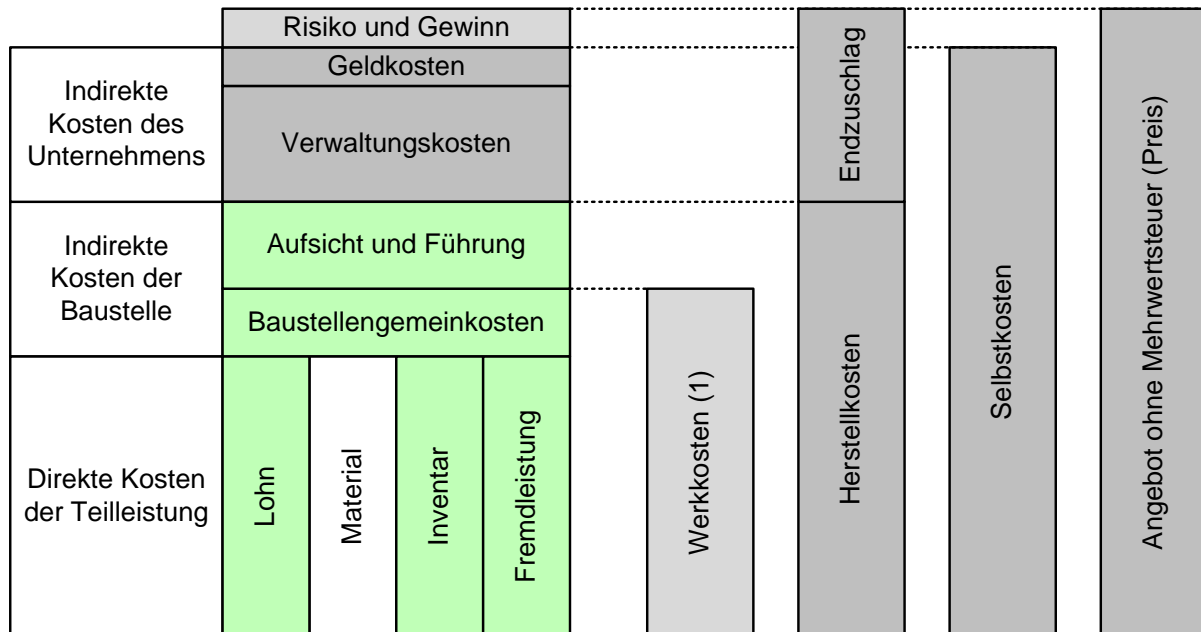 Risiko und Gewinn
Geldkosten
Verwaltungskosten
Indirekte
Kosten des
Unternehmens
Aufsicht und Führung
Baustellengemeinkosten
Indirekte
Kosten der
Baustelle
Direkte Kosten
der Teilleistung
Lohn
Material
Inventar
Fremdleistung
Werkkosten (1)
Endzuschlag
Herstellkosten
Selbstkosten
Angebot ohne Mehrwertsteuer (Preis)